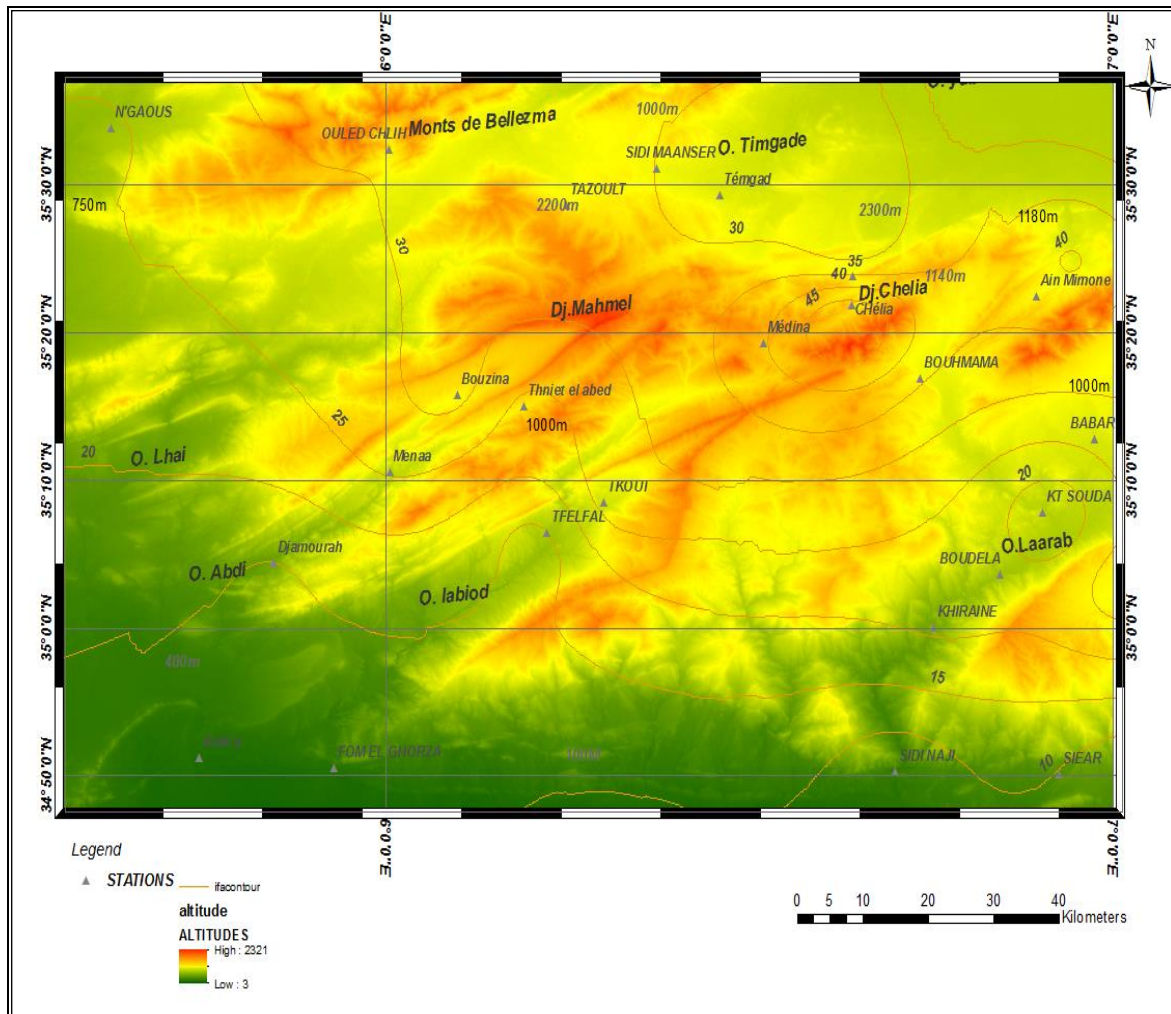 6°0'0"E
7°0'0"E
N
N'GAOUS
OULED CHLIH
Monts de Bellezma
1000m
SIDI MAANSER
O. Timgade
35°30'0"N
35°30'0"N
750m
TAZOULT
Témgad
2200m
2300m
1180m
30
30
40
35
40
1140m
Ain Mimone
Dj.Mahmel
45
Dj.Chelia
CHélia
35°20'0"N
35°20'0"N
Médina
BOUHMAMA
Bouzina
Thniet el abed
1000m
25
1000m
BABAR
20
O. Lhai
Menaa
20
35°10'0"N
35°10'0"N
TKOUT
KT SOUDA
TFELFAL
Djamourah
O.Laarab
O. Abdi
BOUDELA
O. labiod
KHIRAINE
35°0'0"N
35°0'0"N
400m
15
FOM EL GHORZA
SIDI NAJI
10
SIEAR
34°50'0"N
34°50'0"N
6°0'0"E
7°0'0"E
Legend
STATIONS
ifacontour
altitude
ALTITUDES
High : 2321
Low : 3
0 5 10 20 30 40
Kilometers